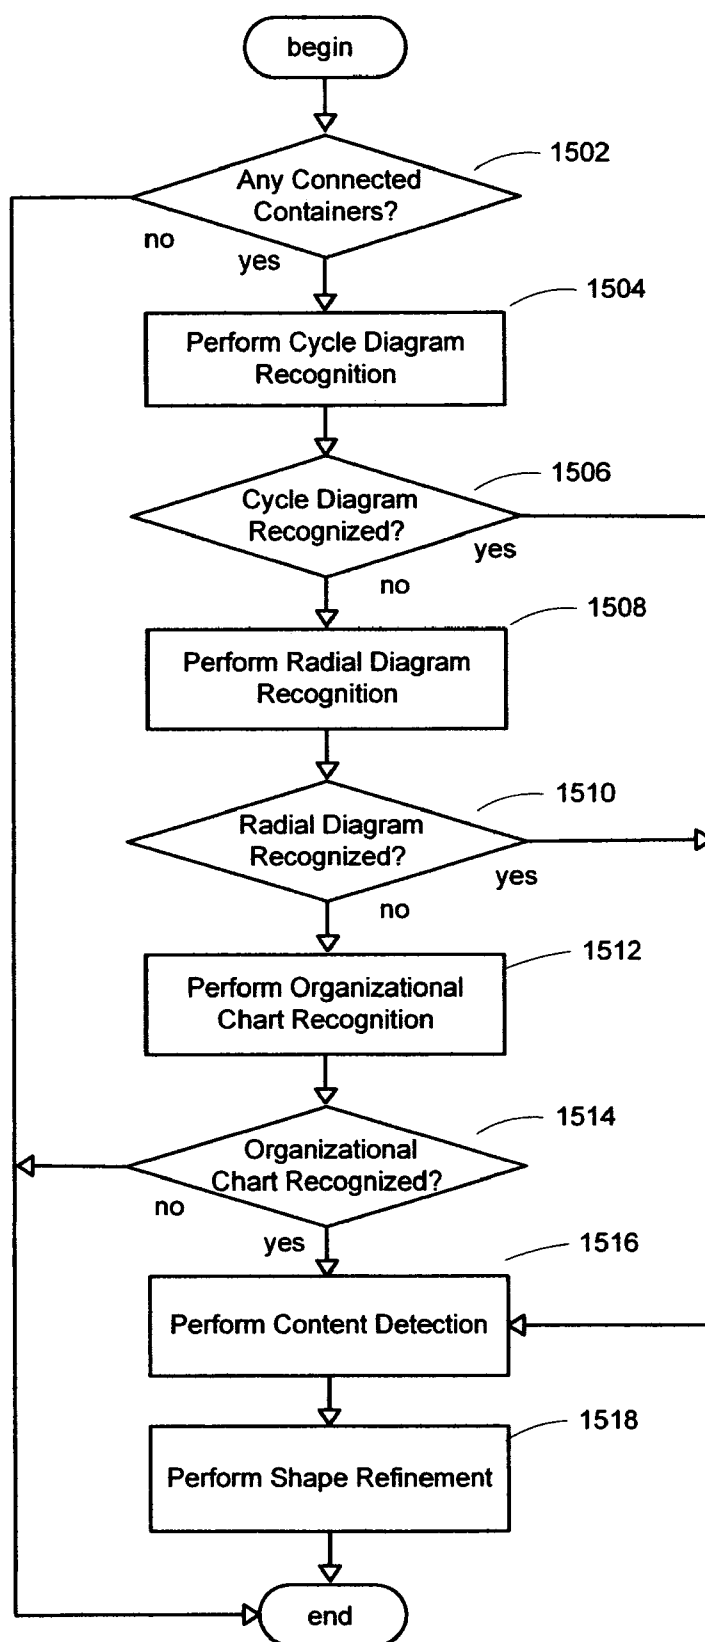 begin
1502
Any Connected
Containers?
no
yes
1504
Perform Cycle Diagram
Recognition
1506
Cycle Diagram
Recognized?
yes
no
1508
Perform Radial Diagram
Recognition
1510
Radial Diagram
Recognized?
yes
no
1512
Perform Organizational
Chart Recognition
1514
Organizational
Chart Recognized?
no
yes
1516
Perform Content Detection
1518
Perform Shape Refinement
end